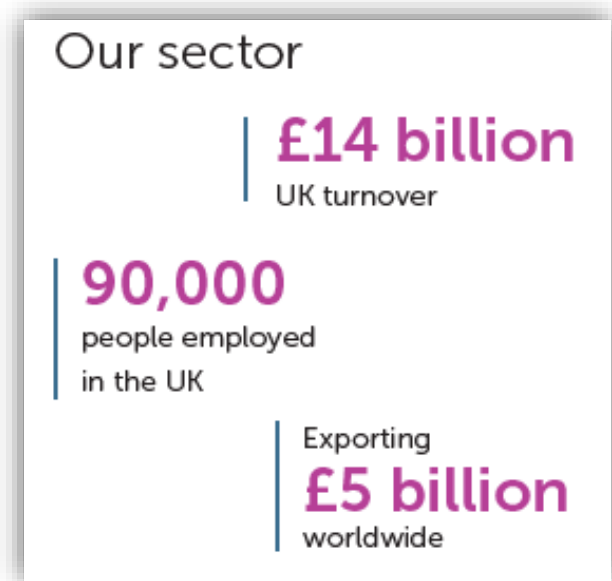 Our sector
£14 billion
UK turnover
90,000
people employed
in the UK
Exporting
£5 billion
worldwide